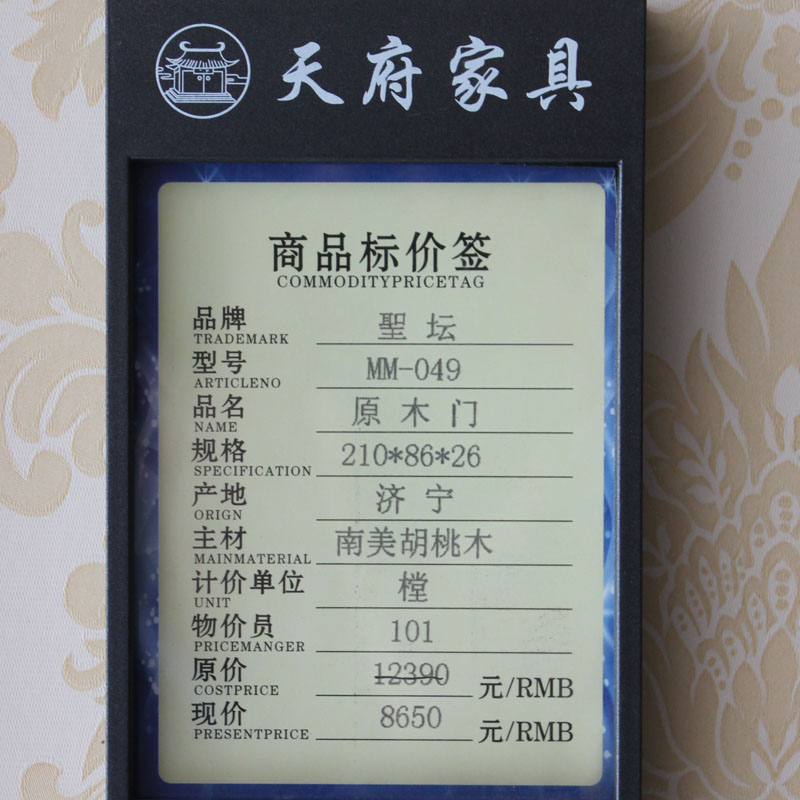 天府家具
商品标价签
COMMODITYPRICETAG
品牌 聖坛
TRADEMARK
型号 MM-049
ARTICLENO
品名 原木门
NAME
规格 210*86*26
SPECIFICATION
产地 济宁
ORIGN
主材 南美胡桃木
MAINMATERIAL
计价单位 樘
UNIT
物价员 101
PRICEMANGER
原价 12390 元/RMB
COSTPRICE
现价 8650 元/RMB
PRESENTPRICE